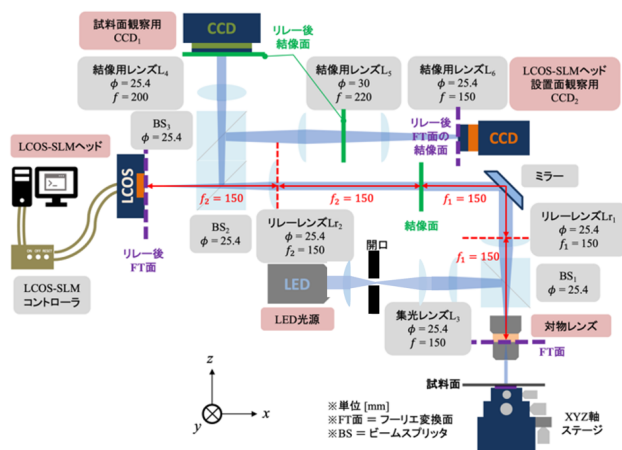 試料面観察用
CCD₁
CCD
リレー後
結像面
結像用レンズL₄
ϕ = 25.4
f = 200
結像用レンズL₅
ϕ = 30
f = 220
結像用レンズL₆
ϕ = 25.4
f = 150
LCOS-SLMヘッド
設置面観察用
CCD₂
BS₃
ϕ = 25.4
リレー後
FT面の
結像面
CCD
LCOS-SLMヘッド
LCOS
ミラー
f₂ = 150
f₂ = 150
f₁ = 150
BS₂
ϕ = 25.4
リレーレンズLr₂
ϕ = 25.4
f₂ = 150
結像面
リレーレンズLr₁
ϕ = 25.4
f₁ = 150
リレー後
FT面
開口
f₁ = 150
LED
BS₁
ϕ = 25.4
LCOS-SLM
コントローラ
LED光源
集光レンズL₃
ϕ = 25.4
f = 150
対物レンズ
FT面
z
y
x
試料面
※単位 [mm]
※FT面 = フーリエ変換面
※BS = ビームスプリッタ
XYZ軸
ステージ